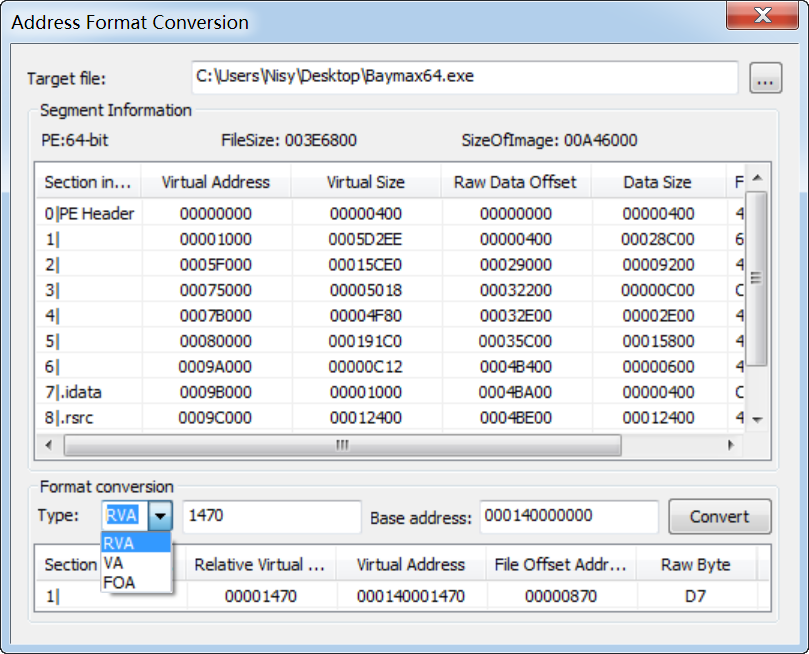 Address Format Conversion
Target file: C:\Users\Nisy\Desktop\Baymax64.exe ...
Segment Information
PE:64-bit FileSize: 003E6800 SizeOfImage: 00A46000
Section in... Virtual Address Virtual Size Raw Data Offset Data Size F
0|PE Header 00000000 00000400 00000000 00000400 4
1| 00001000 0005D2EE 00000400 00028C00 6
2| 0005F000 00015CE0 00029000 00009200 4
3| 00075000 00005018 00032200 00000C00 C
4| 0007B000 00004F80 00032E00 00002E00 4
5| 00080000 000191C0 00035C00 00015800 4
6| 0009A000 00000C12 0004B400 00000600 4
7|.idata 0009B000 00001000 0004BA00 00000400 C
8|.rsrc 0009C000 00012400 0004BE00 00012400 4
Format conversion
Type: RVA 1470 Base address: 000140000000 Convert
RVA
VA
FOA
Section Relative Virtual ... Virtual Address File Offset Addr... Raw Byte
1| 00001470 000140001470 00000870 D7